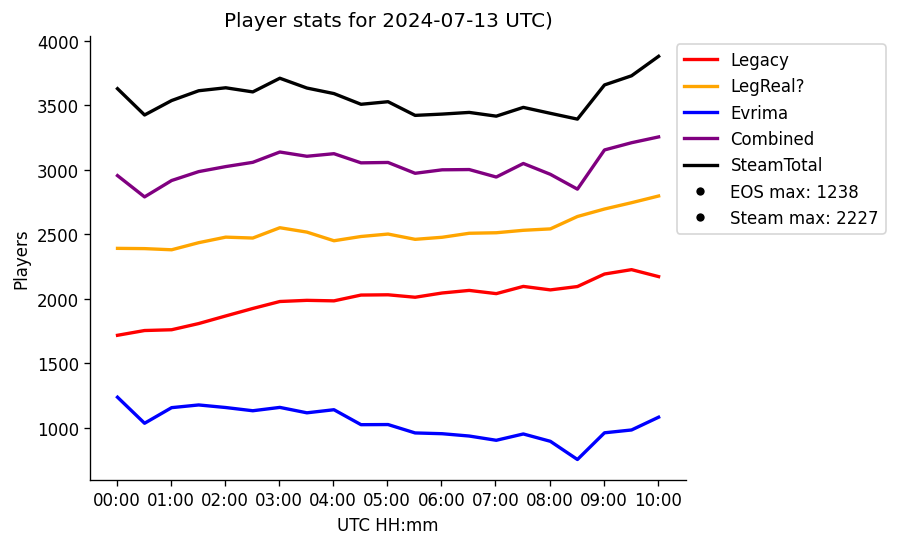 Player stats for 2024-07-13 UTC)
4000
3500
3000
2500
2000
1500
1000
Players
00:00 01:00 02:00 03:00 04:00 05:00 06:00 07:00 08:00 09:00 10:00
UTC HH:mm
Legacy
LegReal?
Evrima
Combined
SteamTotal
EOS max: 1238
Steam max: 2227